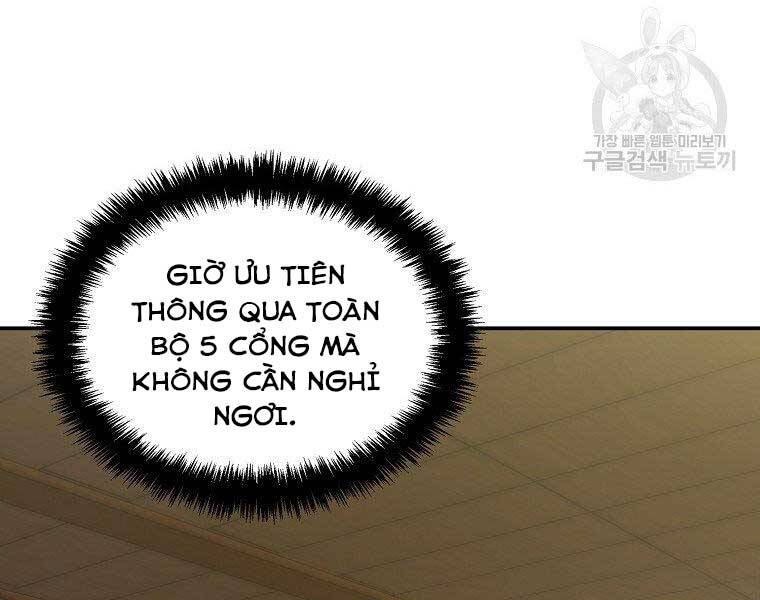 가장 빠른 웹툰 미리보기
구글검색 뉴토끼
GIỜ ƯU TIÊN
THÔNG QUA TOÀN
BỘ 5 CỔNG MÀ
KHÔNG CẦN NGHỈ
NGƠI.